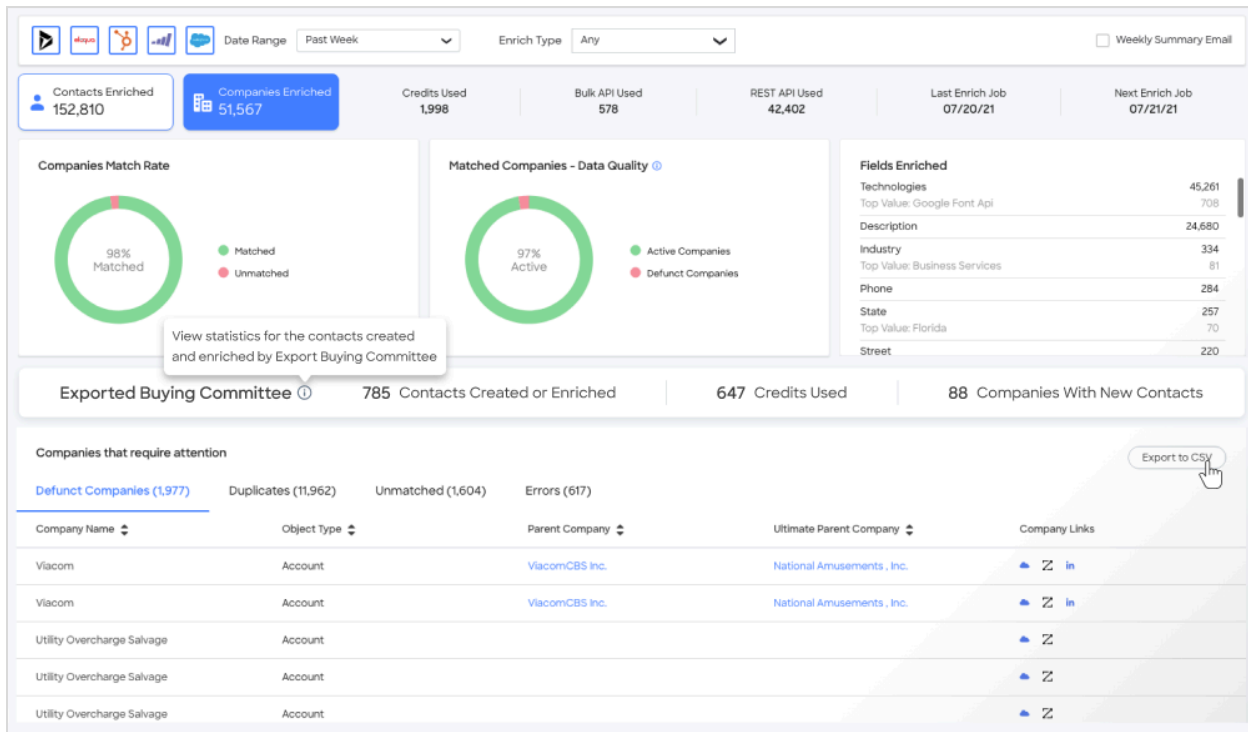 eloqua
Date Range
Past Week
Enrich Type
Any
Weekly Summary Email
Contacts Enriched
152,810
Companies Enriched
51,567
Credits Used
1,998
Bulk API Used
578
REST API Used
42,402
Last Enrich Job
07/20/21
Next Enrich Job
07/21/21
Companies Match Rate
98%
Matched
Matched
Unmatched
Matched Companies - Data Quality
97%
Active
Active Companies
Defunct Companies
Fields Enriched
Technologies 45,261
Top Value: Google Font Api 708
Description 24,680
Industry 334
Top Value: Business Services 81
Phone 284
State 257
Top Value: Florida 70
Street 220
View statistics for the contacts created
and enriched by Export Buying Committee
Exported Buying Committee 785 Contacts Created or Enriched 647 Credits Used 88 Companies With New Contacts
Companies that require attention
Export to CSV
Defunct Companies (1,977) Duplicates (11,962) Unmatched (1,604) Errors (617)
Company Name Object Type Parent Company Ultimate Parent Company Company Links
Viacom Account ViacomCBS Inc. National Amusements , Inc. Z in
Viacom Account ViacomCBS Inc. National Amusements , Inc. Z in
Utility Overcharge Salvage Account Z
Utility Overcharge Salvage Account Z
Utility Overcharge Salvage Account Z